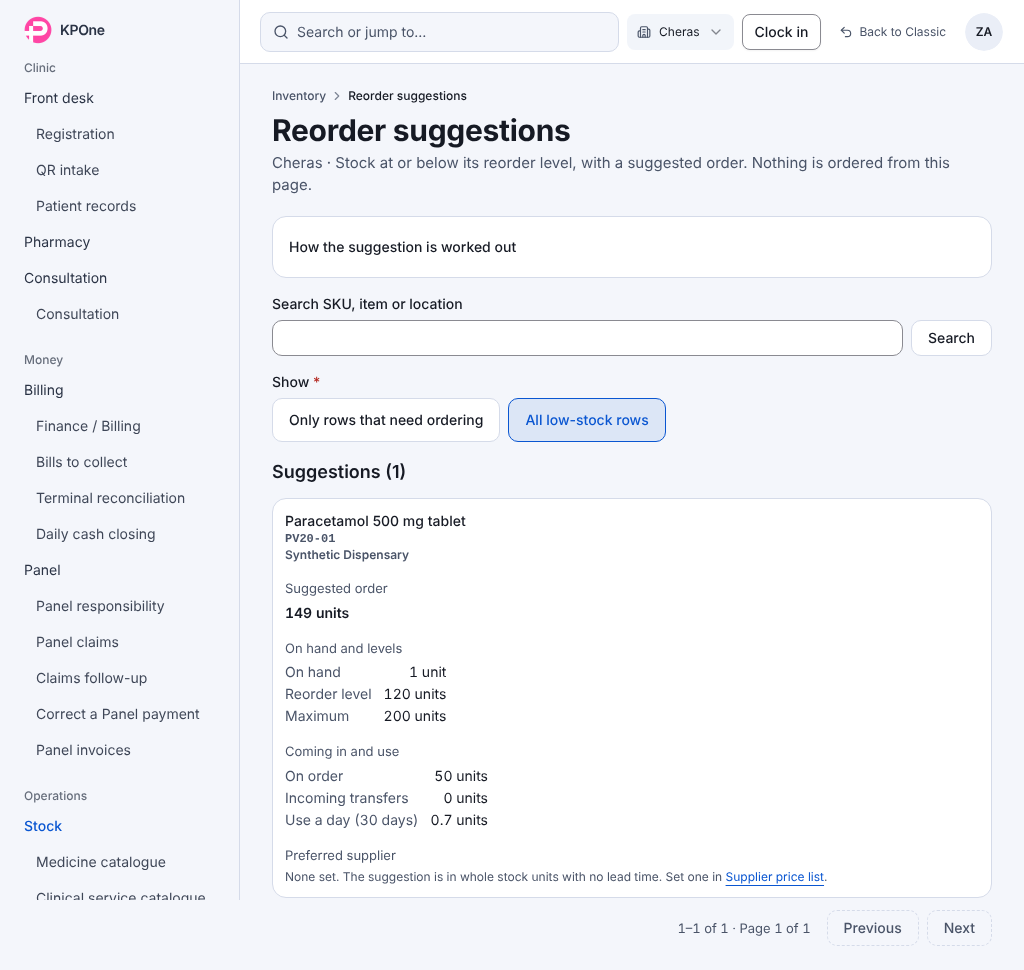 KPOne
Search or jump to...
Cheras
Clock in
Back to Classic
ZA
Clinic
Front desk
Registration
QR intake
Patient records
Pharmacy
Consultation
Consultation
Money
Billing
Finance / Billing
Bills to collect
Terminal reconciliation
Daily cash closing
Panel
Panel responsibility
Panel claims
Claims follow-up
Correct a Panel payment
Panel invoices
Operations
Stock
Medicine catalogue
Clinical service catalogue
Inventory > Reorder suggestions
Reorder suggestions
Cheras · Stock at or below its reorder level, with a suggested order. Nothing is ordered from this
page.
How the suggestion is worked out
Search SKU, item or location
Search
Show *
Only rows that need ordering
All low-stock rows
Suggestions (1)
Paracetamol 500 mg tablet
PV20-01
Synthetic Dispensary
Suggested order
149 units
On hand and levels
On hand 1 unit
Reorder level 120 units
Maximum 200 units
Coming in and use
On order 50 units
Incoming transfers 0 units
Use a day (30 days) 0.7 units
Preferred supplier
None set. The suggestion is in whole stock units with no lead time. Set one in Supplier price list.
1–1 of 1 · Page 1 of 1
Previous
Next